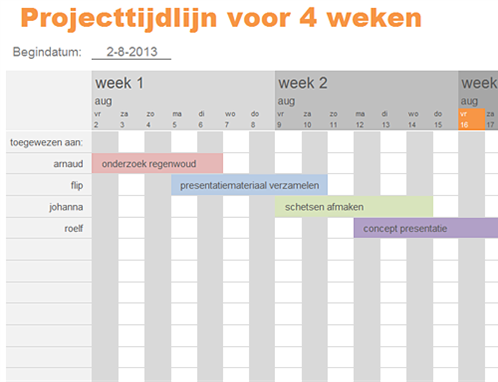 Projecttijdlijn voor 4 weken
Begindatum: 2-8-2013
week 1 week 2 week
aug aug
vr za zo ma di wo do vr za zo ma di wo do vr za
2 3 4 5 6 7 8 9 10 11 12 13 14 15 16 17
toegewezen aan:
arnaud onderzoek regenwoud
flip presentatiemateriaal verzamelen
johanna schetsen afmaken
roelf concept presentatie